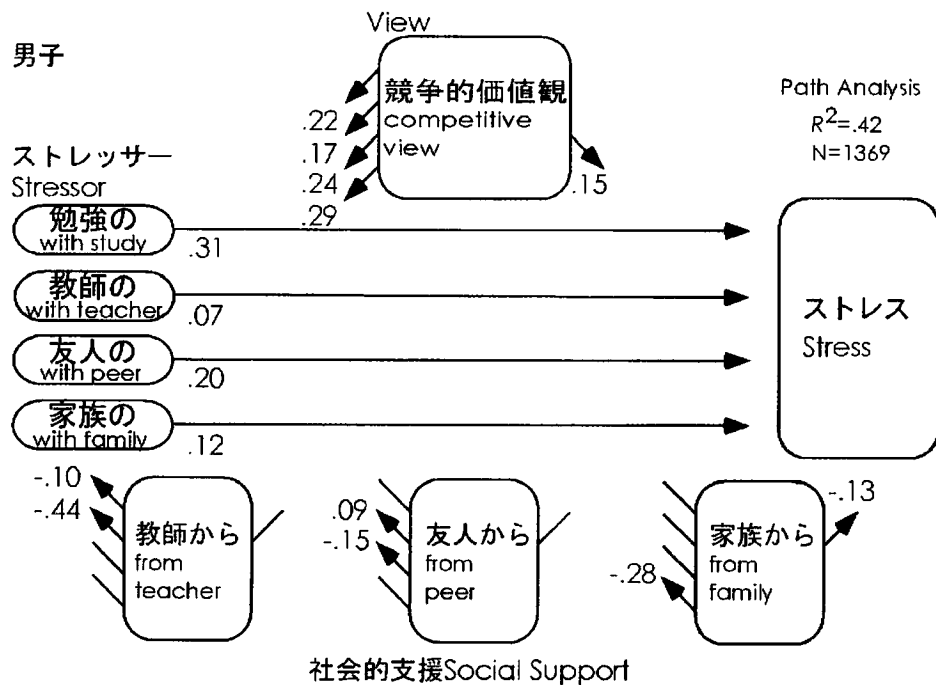 男子
View
競争的価値観
competitive
view
Path Analysis
R²=.42
N=1369
.22
.17
.24
.29
.15
ストレッサー
Stressor
勉強の
with study
.31
教師の
with teacher
.07
友人の
with peer
.20
家族の
with family
.12
ストレス
Stress
-.10
-.44
教師から
from
teacher
.09
-.15
友人から
from
peer
-.28
家族から
from
family
-.13
社会的支援Social Support